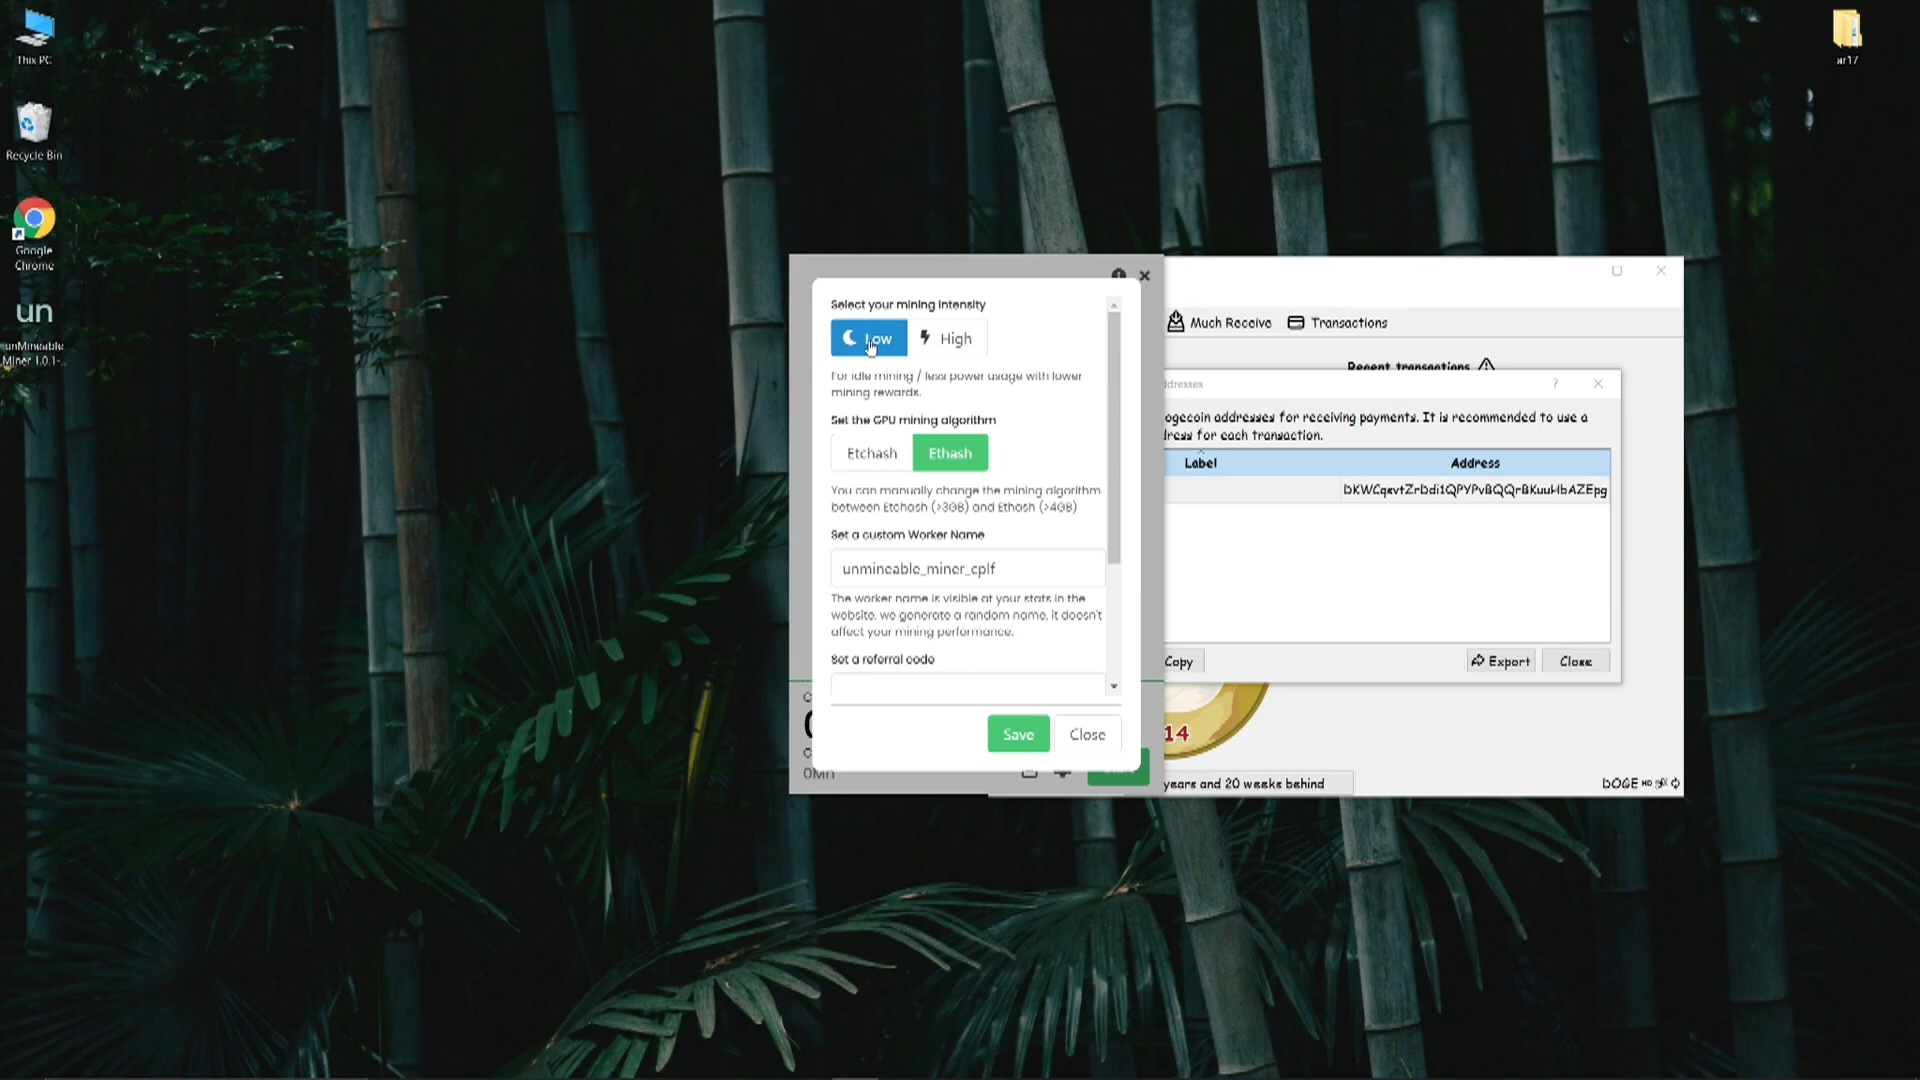 This PC
Recycle Bin
Google
Chrome
un
unMineable
Miner 1.0.1-...
xr17
Select your mining intensity
Low
High
For idle mining / less power usage with lower
mining rewards.
Set the GPU mining algorithm
Etchash
Ethash
You can manually change the mining algorithm
between Etchash (>3GB) and Ethash (>4GB)
Set a custom Worker Name
unmineable_miner_cplf
The worker name is visible at your stats in the
website, we generate a random name, it doesn't
affect your mining performance.
Set a referral code
Save
Close
Much Receive
Transactions
Recent transactions
ddresses
?
ogecoin addresses for receiving payments. It is recommended to use a
dress for each transaction.
Label
Address
Copy
Export
Close
14
years and 20 weeks behind
DOGE HD